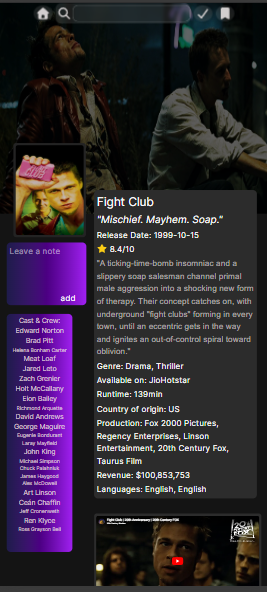 Fight Club
"Mischief. Mayhem. Soap."
Release Date: 1999-10-15
8.4/10
"A ticking-time-bomb insomniac and a
slippery soap salesman channel primal
male aggression into a shocking new form
of therapy. Their concept catches on, with
underground "fight clubs" forming in every
town, until an eccentric gets in the way
and ignites an out-of-control spiral toward
oblivion."
Genre: Drama, Thriller
Available on: JioHotstar
Runtime: 139min
Country of origin: US
Production: Fox 2000 Pictures,
Regency Enterprises, Linson
Entertainment, 20th Century Fox,
Taurus Film
Revenue: $100,853,753
Languages: English, English
Leave a note
add
Cast & Crew:
Edward Norton
Brad Pitt
Helena Bonham Carter
Meat Loaf
Jared Leto
Zach Grenier
Holt McCallany
Eion Bailey
Richmond Arquette
David Andrews
George Maguire
Eugenie Bondurant
Laray Mayfield
John King
Michael Simpson
Chuck Palahniuk
James Haygood
Alex McDowell
Art Linson
Ceán Chaffin
Jeff Cronenweth
Ren Klyce
Ross Grayson Bell
Fight Club | 20th Anniversary | 20th Century FOX